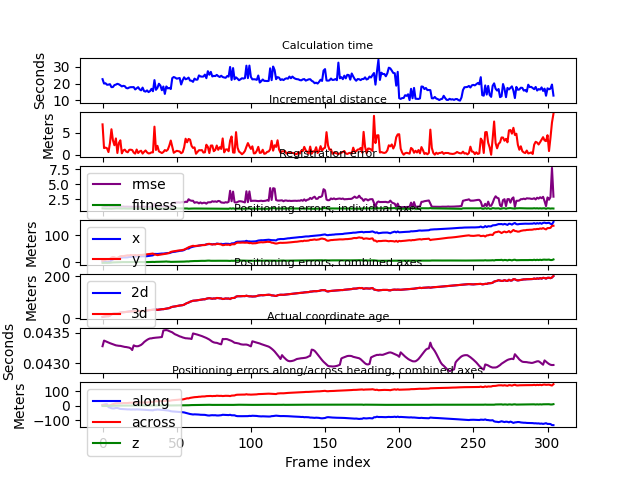 Calculation time
Seconds
30
20
10
Incremental distance
Meters
5
0
Registration error
7.5
5.0
2.5
rmse
fitness
Positioning errors, individual axes
Meters
100
0
x
y
Positioning errors, combined axes
Meters
200
0
2d
3d
Actual coordinate age
Seconds
0.0435
0.0430
Positioning errors along/across heading, combined axes
Meters
100
0
−100
along
across
z
0 50 100 150 200 250 300
Frame index